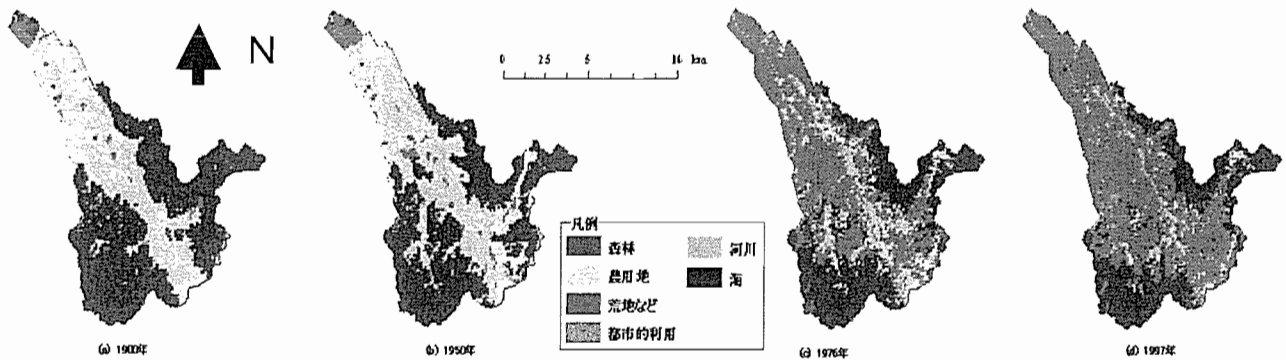 N
0 2.5 5 10 km
凡例
森林
農用地
荒地など
都市的利用
河川
海
(a) 1900年
(b) 1950年
(c) 1976年
(d) 1997年